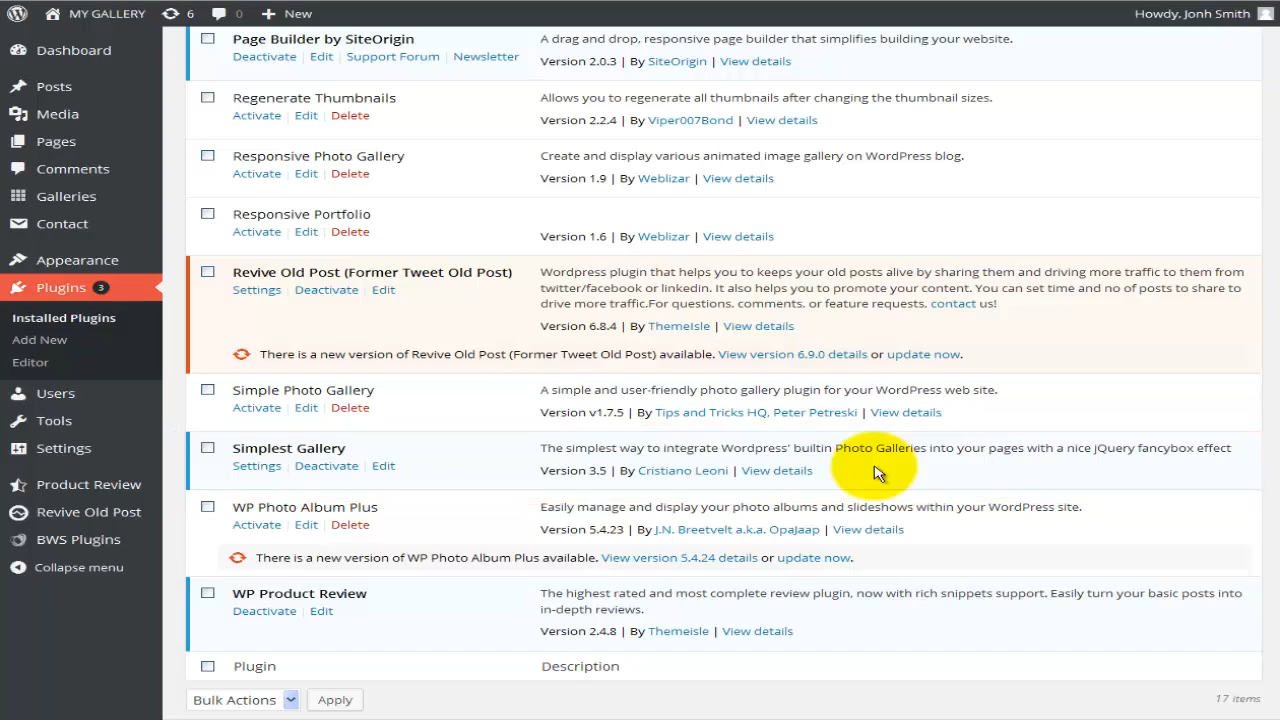 MY GALLERY 6 0 New Howdy, Jonh Smith
Dashboard
Posts
Media
Pages
Comments
Galleries
Contact
Appearance
Plugins 3
Installed Plugins
Add New
Editor
Users
Tools
Settings
Product Review
Revive Old Post
BWS Plugins
Collapse menu
Page Builder by SiteOrigin
Deactivate | Edit | Support Forum | Newsletter
A drag and drop, responsive page builder that simplifies building your website.
Version 2.0.3 | By SiteOrigin | View details
Regenerate Thumbnails
Activate | Edit | Delete
Allows you to regenerate all thumbnails after changing the thumbnail sizes.
Version 2.2.4 | By Viper007Bond | View details
Responsive Photo Gallery
Activate | Edit | Delete
Create and display various animated image gallery on WordPress blog.
Version 1.9 | By Weblizar | View details
Responsive Portfolio
Activate | Edit | Delete
Version 1.6 | By Weblizar | View details
Revive Old Post (Former Tweet Old Post)
Settings | Deactivate | Edit
Wordpress plugin that helps you to keeps your old posts alive by sharing them and driving more traffic to them from
twitter/facebook or linkedin. It also helps you to promote your content. You can set time and no of posts to share to
drive more traffic.For questions, comments, or feature requests, contact us!
Version 6.8.4 | By ThemeIsle | View details
There is a new version of Revive Old Post (Former Tweet Old Post) available. View version 6.9.0 details or update now.
Simple Photo Gallery
Activate | Edit | Delete
A simple and user-friendly photo gallery plugin for your WordPress web site.
Version v1.7.5 | By Tips and Tricks HQ, Peter Petreski | View details
Simplest Gallery
Settings | Deactivate | Edit
The simplest way to integrate Wordpress' builtin Photo Galleries into your pages with a nice jQuery fancybox effect
Version 3.5 | By Cristiano Leoni | View details
WP Photo Album Plus
Activate | Edit | Delete
Easily manage and display your photo albums and slideshows within your WordPress site.
Version 5.4.23 | By J.N. Breetvelt a.k.a. OpaJaap | View details
There is a new version of WP Photo Album Plus available. View version 5.4.24 details or update now.
WP Product Review
Deactivate | Edit
The highest rated and most complete review plugin, now with rich snippets support. Easily turn your basic posts into
in-depth reviews.
Version 2.4.8 | By Themeisle | View details
Plugin Description
Bulk Actions Apply 17 items